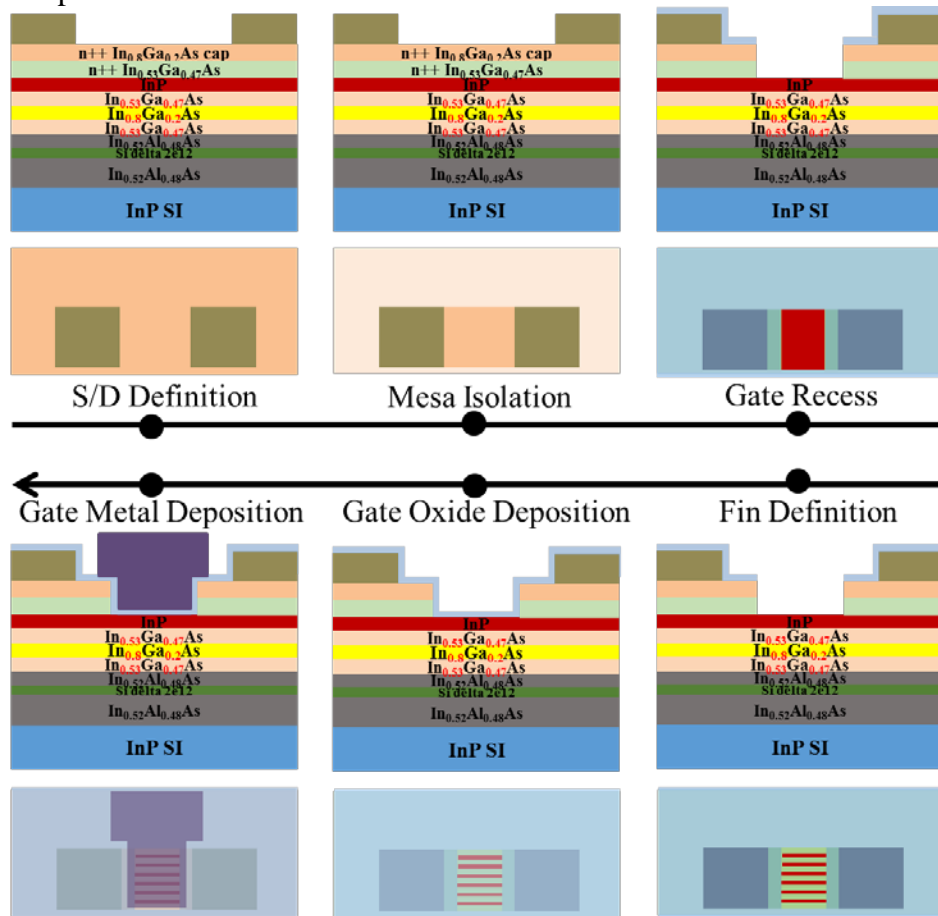 n++ In0.8Ga0.2As cap
n++ In0.53Ga0.47As
InP
In0.53Ga0.47As
In0.8Ga0.2As
In0.53Ga0.47As
In0.52Al0.48As
Si delta 2e12
In0.52Al0.48As
InP SI
n++ In0.8Ga0.2As cap
n++ In0.53Ga0.47As
InP
In0.53Ga0.47As
In0.8Ga0.2As
In0.53Ga0.47As
In0.52Al0.48As
Si delta 2e12
In0.52Al0.48As
InP SI
InP
In0.53Ga0.47As
In0.8Ga0.2As
In0.53Ga0.47As
In0.52Al0.48As
Si delta 2e12
In0.52Al0.48As
InP SI
S/D Definition
Mesa Isolation
Gate Recess
Gate Metal Deposition
Gate Oxide Deposition
Fin Definition
InP
In0.53Ga0.47As
In0.8Ga0.2As
In0.53Ga0.47As
In0.52Al0.48As
Si delta 2e12
In0.52Al0.48As
InP SI
InP
In0.53Ga0.47As
In0.8Ga0.2As
In0.53Ga0.47As
In0.52Al0.48As
Si delta 2e12
In0.52Al0.48As
InP SI
InP
In0.53Ga0.47As
In0.8Ga0.2As
In0.53Ga0.47As
In0.52Al0.48As
Si delta 2e12
In0.52Al0.48As
InP SI